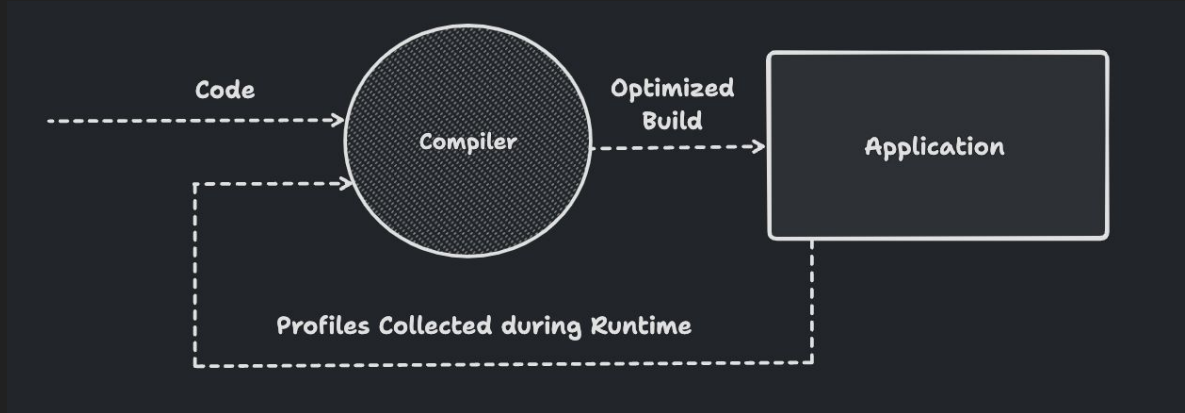 Code
Compiler
Optimized
Build
Application
Profiles Collected during Runtime